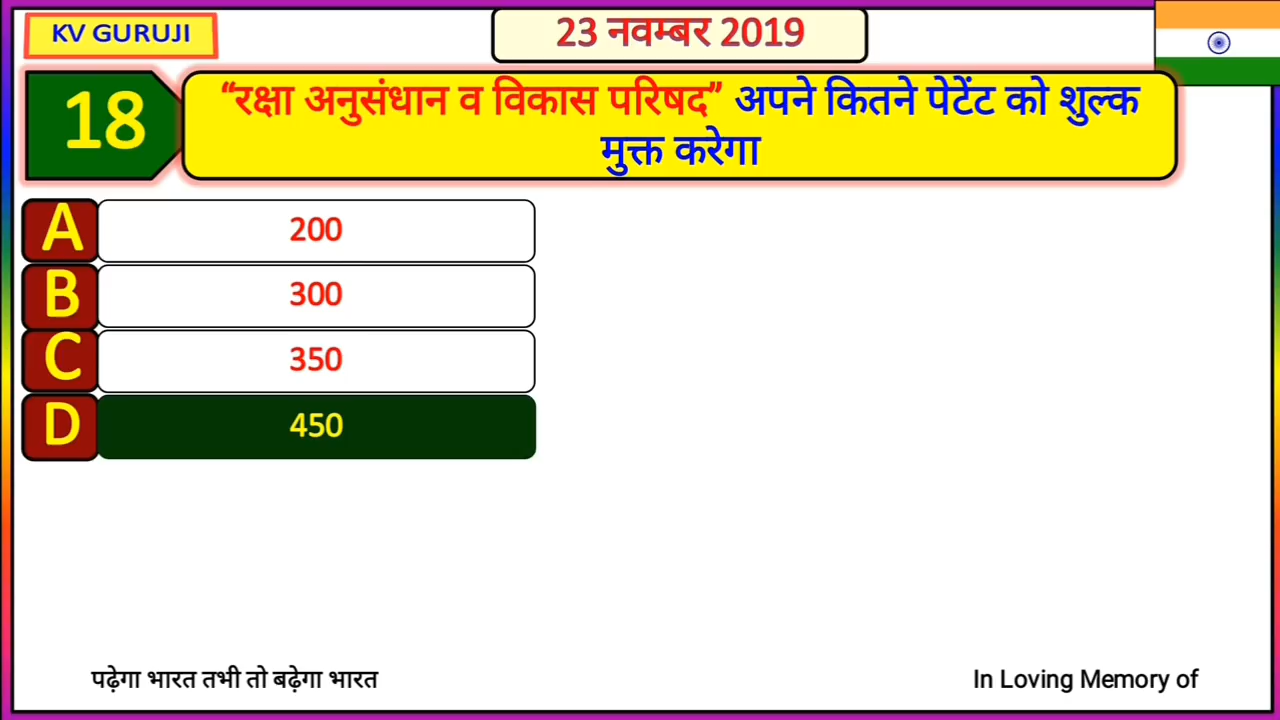 KV GURUJI
23 नवम्बर 2019
18
“रक्षा अनुसंधान व विकास परिषद” अपने कितने पेटेंट को शुल्क
मुक्त करेगा
A 200
B 300
C 350
D 450
पढ़ेगा भारत तभी तो बढ़ेगा भारत
In Loving Memory of